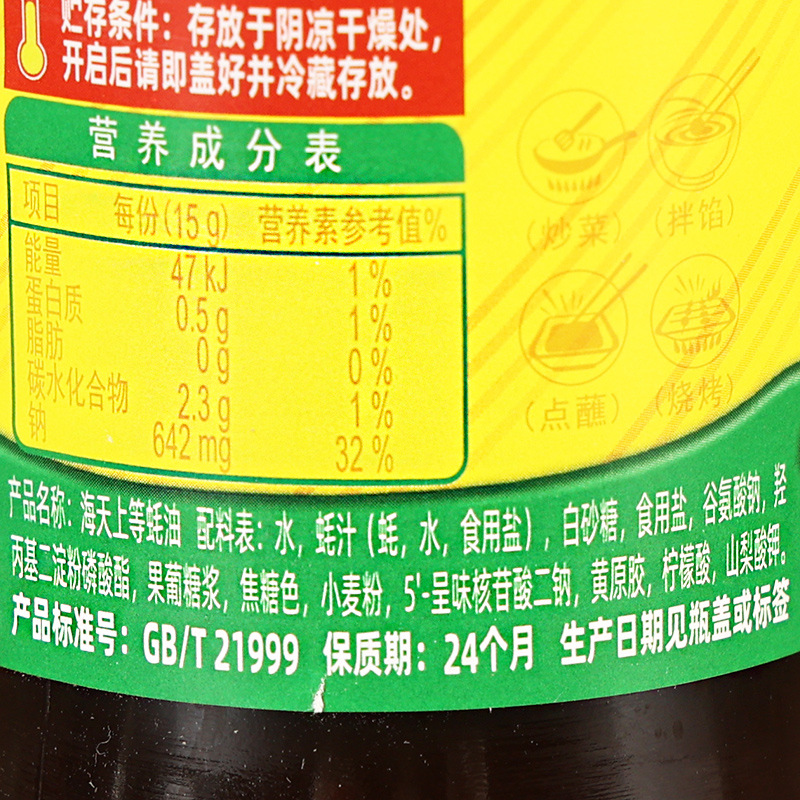 贮存条件：存放于阴凉干燥处，
开启后请即盖好并冷藏存放。
营养成分表
项目 每份(15 g) 营养素参考值%
能量 47 kJ 1 %
蛋白质 0.5 g 1 %
脂肪 0 g 0 %
碳水化合物 2.3 g 1 %
钠 642 mg 32 %
（炒菜） （拌馅）
（点蘸） （烧烤）
产品名称：海天上等蚝油 配料表：水，蚝汁（蚝，水，食用盐），白砂糖，食用盐，谷氨酸钠，羟
丙基二淀粉磷酸酯，果葡糖浆，焦糖色，小麦粉，5'-呈味核苷酸二钠，黄原胶，柠檬酸，山梨酸钾。
产品标准号：GB/T 21999 保质期：24个月 生产日期见瓶盖或标签